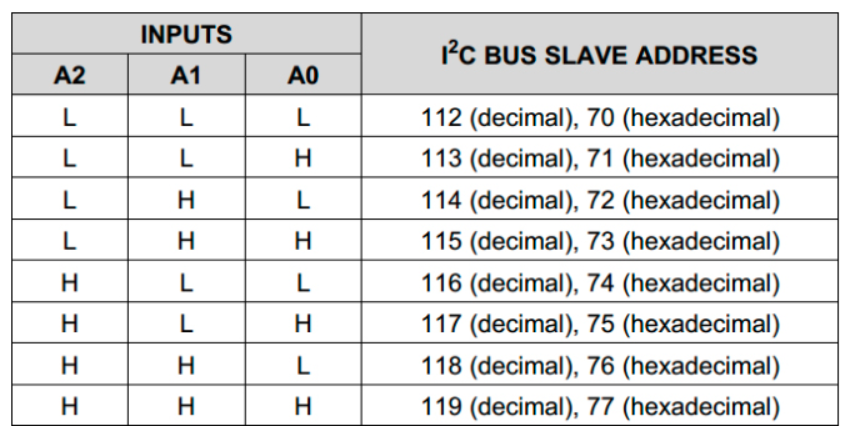 INPUTS
I²C BUS SLAVE ADDRESS
A2 A1 A0
L L L 112 (decimal), 70 (hexadecimal)
L L H 113 (decimal), 71 (hexadecimal)
L H L 114 (decimal), 72 (hexadecimal)
L H H 115 (decimal), 73 (hexadecimal)
H L L 116 (decimal), 74 (hexadecimal)
H L H 117 (decimal), 75 (hexadecimal)
H H L 118 (decimal), 76 (hexadecimal)
H H H 119 (decimal), 77 (hexadecimal)